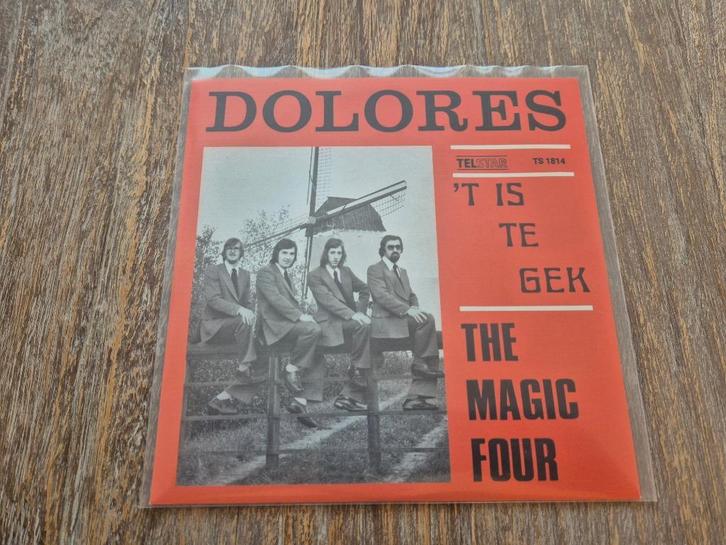 DOLORES
TELSTAR TS 1814
'T IS
TE
GEK
THE
MAGIC
FOUR